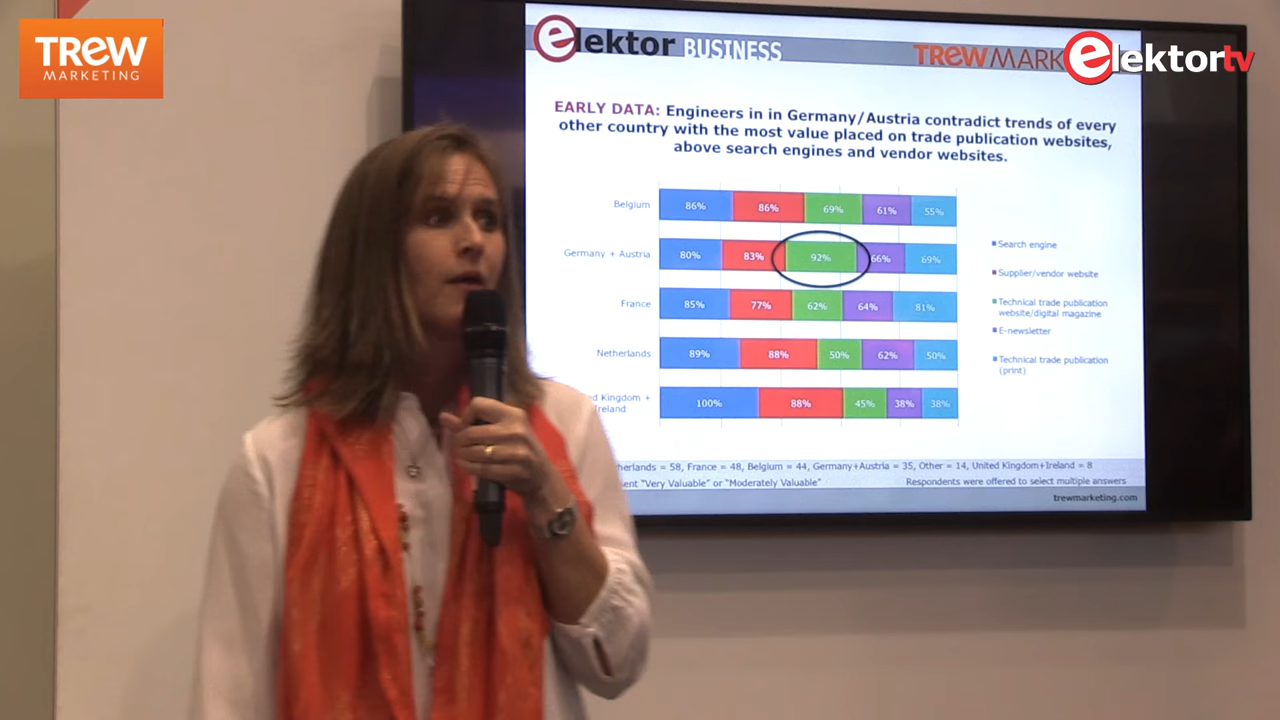 TREW
MARKETING
elektor BUSINESS
TREW MARK
elektor tv
EARLY DATA: Engineers in in Germany/Austria contradict trends of every
other country with the most value placed on trade publication websites,
above search engines and vendor websites.
Belgium 86% 86% 69% 61% 55%
Germany + Austria 80% 83% 92% 66% 69%
France 85% 77% 62% 64% 81%
Netherlands 89% 88% 50% 62% 50%
Kingdom +
Ireland 100% 88% 45% 38% 38%
Search engine
Supplier/vendor website
Technical trade publication
website/digital magazine
E-newsletter
Technical trade publication
(print)
= 58, France = 48, Belgium = 44, Germany+Austria = 35, Other = 14, United Kingdom+Ireland = 8
"Very Valuable" or "Moderately Valuable"
Respondents were offered to select multiple answers
trewmarketing.com